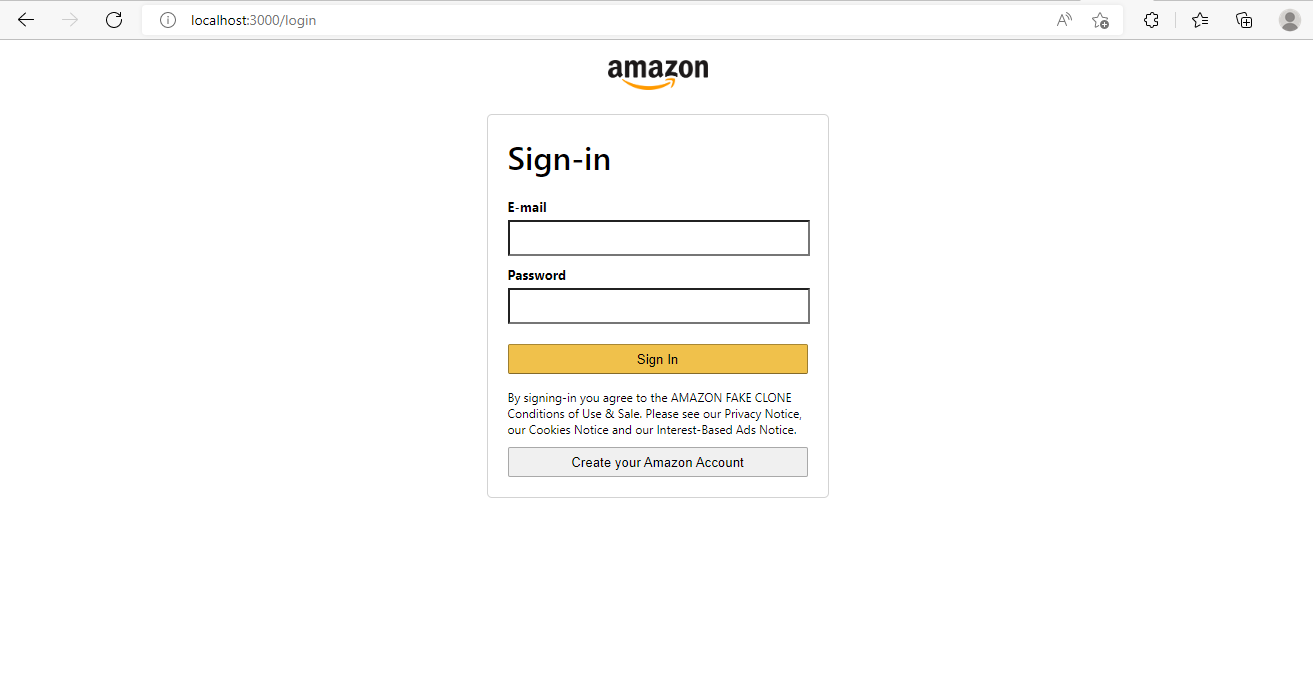 localhost:3000/login
amazon
Sign-in
E-mail
Password
Sign In
By signing-in you agree to the AMAZON FAKE CLONE
Conditions of Use & Sale. Please see our Privacy Notice,
our Cookies Notice and our Interest-Based Ads Notice.
Create your Amazon Account